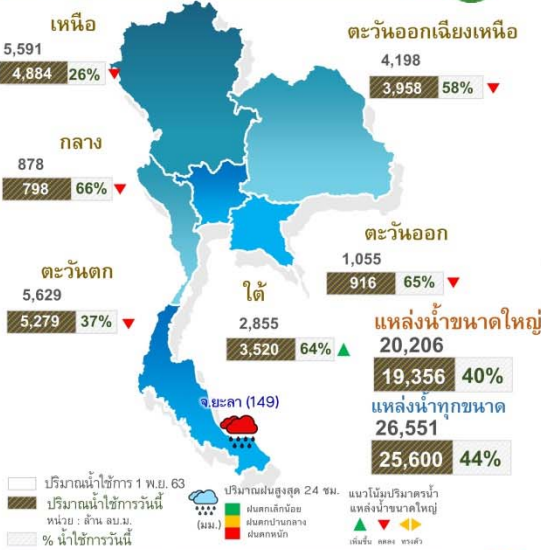 เหนือ
5,591
4,884 26%
ตะวันออกเฉียงเหนือ
4,198
3,958 58%
กลาง
878
798 66%
ตะวันออก
1,055
916 65%
ตะวันตก
5,629
5,279 37%
ใต้
2,855
3,520 64%
แหล่งน้ำขนาดใหญ่
20,206
19,356 40%
แหล่งน้ำทุกขนาด
26,551
25,600 44%
จ.ยะลา (149)
ปริมาณน้ำใช้การ 1 พ.ย. 63
ปริมาณน้ำใช้การวันนี้
หน่วย : ล้าน ลบ.ม.
% น้ำใช้การวันนี้
ปริมาณฝนสูงสุด 24 ชม.
(มม.)
ฝนตกเล็กน้อย
ฝนตกปานกลาง
ฝนตกหนัก
แนวโน้มปริมาตรน้ำ
แหล่งน้ำขนาดใหญ่
เพิ่มขึ้น ลดลง ทรงตัว